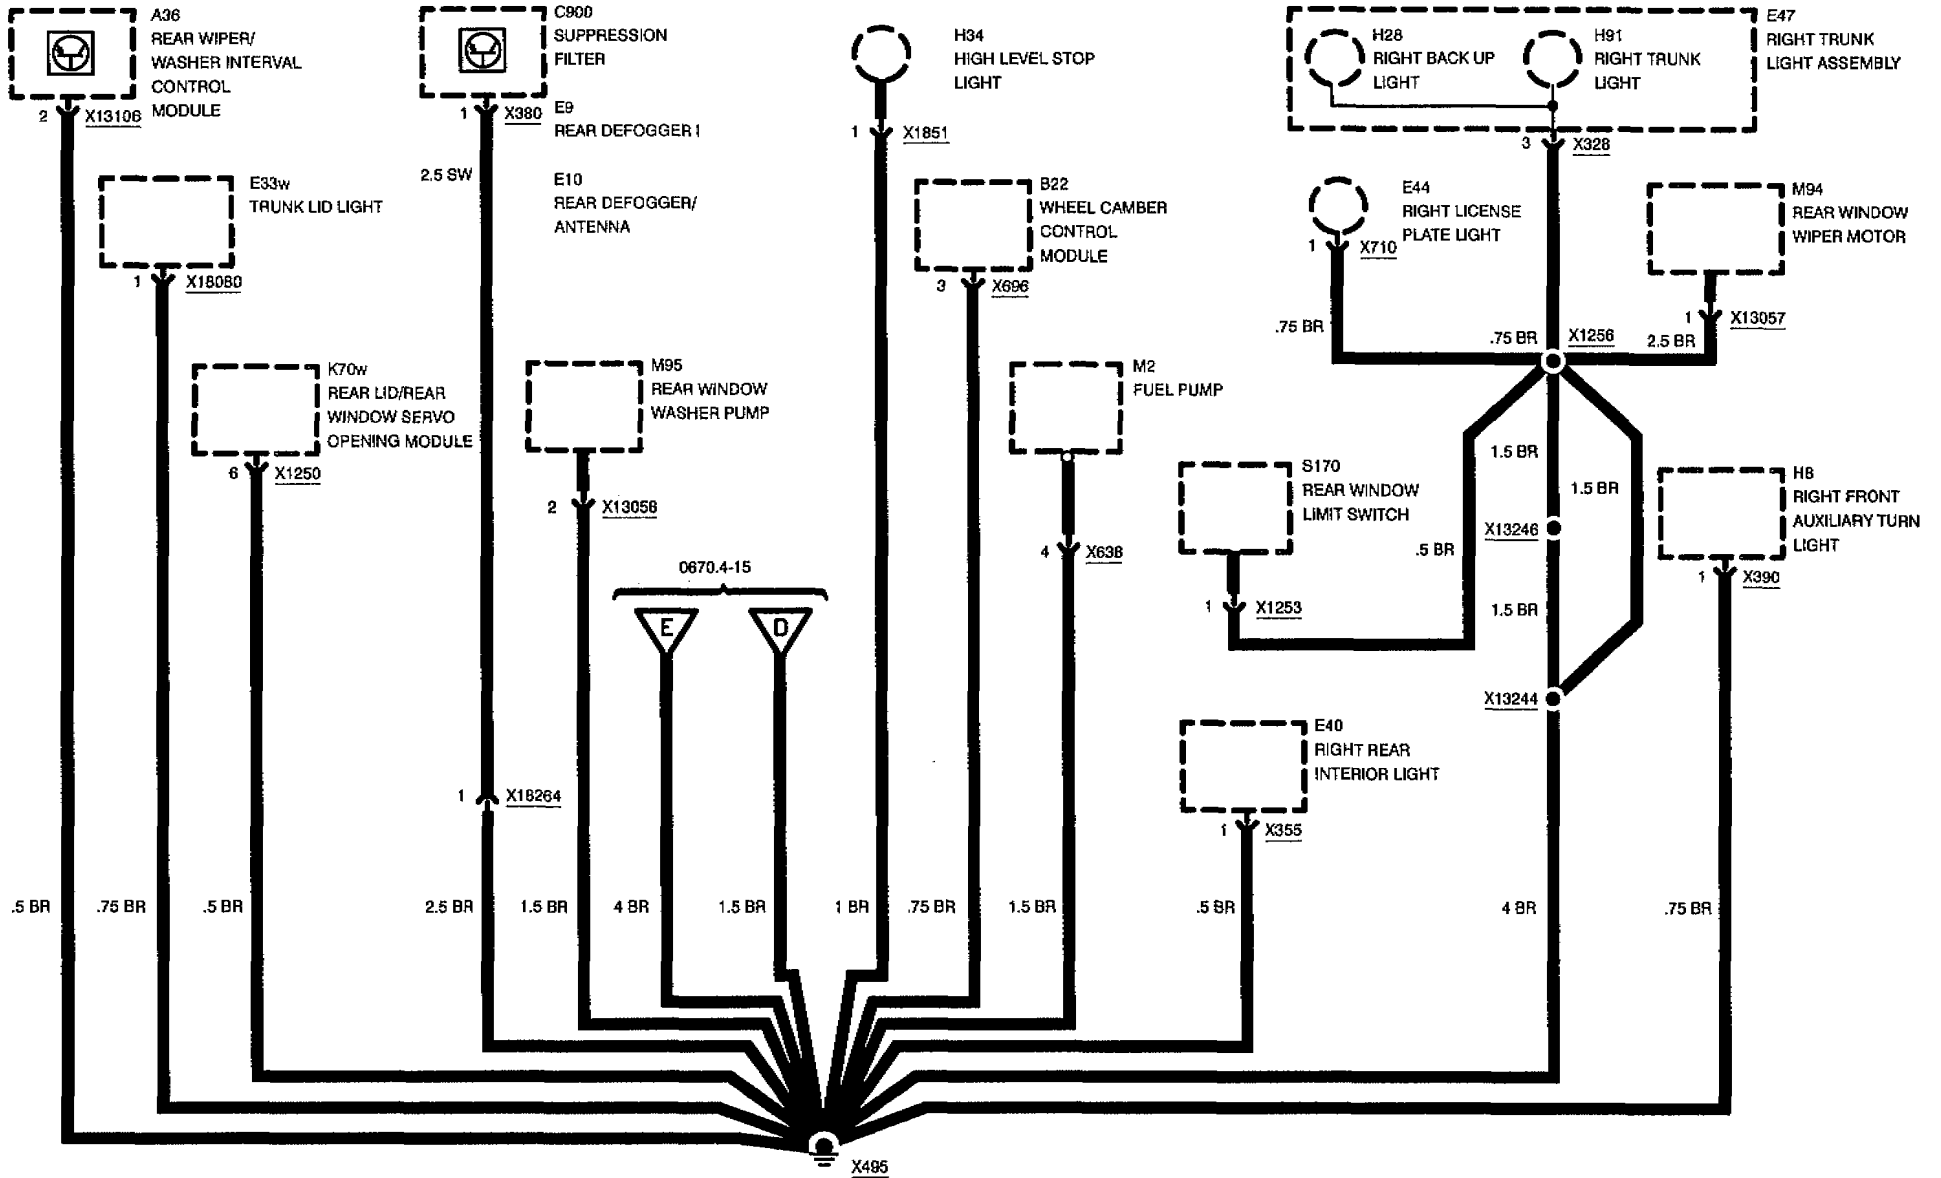 A36
REAR WIPER/
WASHER INTERVAL
CONTROL
MODULE
2
X13106
C900
SUPPRESSION
FILTER
1
X380
E9
REAR DEFOGGER I
2.5 SW
E10
REAR DEFOGGER/
ANTENNA
H34
HIGH LEVEL STOP
LIGHT
1
X1851
H28
RIGHT BACK UP
LIGHT
H91
RIGHT TRUNK
LIGHT
E47
RIGHT TRUNK
LIGHT ASSEMBLY
3
X328
E33w
TRUNK LID LIGHT
1
X18080
B22
WHEEL CAMBER
CONTROL
MODULE
3
X696
E44
RIGHT LICENSE
PLATE LIGHT
1
X710
M94
REAR WINDOW
WIPER MOTOR
1
X13057
.75 BR
.75 BR
X1256
2.5 BR
K70w
REAR LID/REAR
WINDOW SERVO
OPENING MODULE
6
X1250
M95
REAR WINDOW
WASHER PUMP
2
X13058
M2
FUEL PUMP
4
X638
S170
REAR WINDOW
LIMIT SWITCH
1
X1253
1.5 BR
1.5 BR
X13246
.5 BR
1.5 BR
H8
RIGHT FRONT
AUXILIARY TURN
LIGHT
1
X390
0670.4-15
E
D
X13244
E40
RIGHT REAR
INTERIOR LIGHT
1
X355
1
X18264
.5 BR
.75 BR
.5 BR
2.5 BR
1.5 BR
4 BR
1.5 BR
1 BR
.75 BR
1.5 BR
.5 BR
4 BR
.75 BR
X495